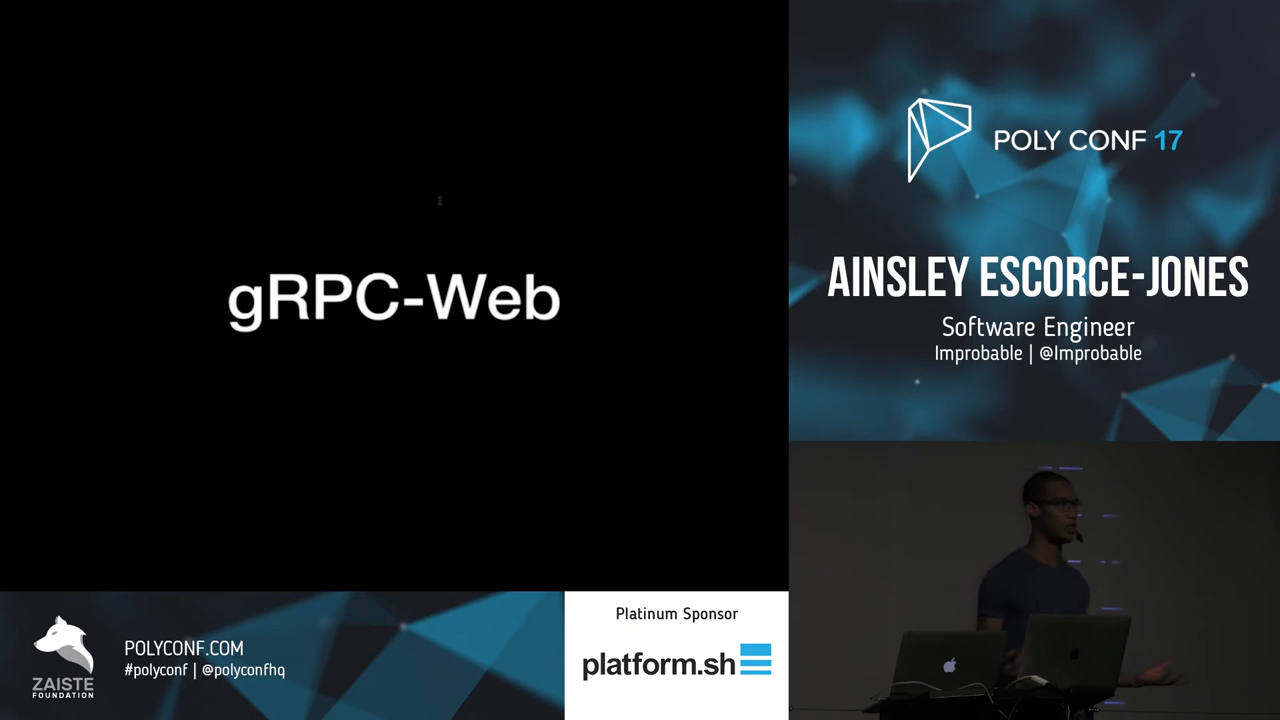 gRPC-Web
POLY CONF 17
AINSLEY ESCORCE-JONES
Software Engineer
Improbable | @Improbable
ZAISTE
FOUNDATION
POLYCONF.COM
#polyconf | @polyconfhq
Platinum Sponsor
platform.sh